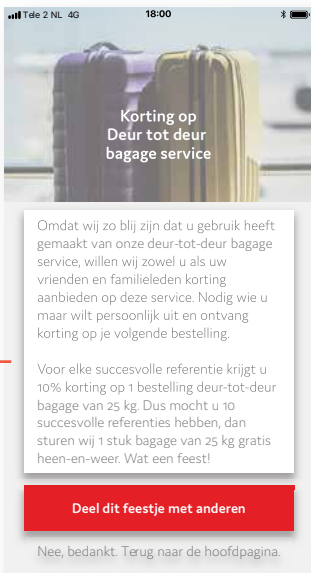 Tele 2 NL 4G 18:00
Korting op
Deur tot deur
bagage service
Omdat wij zo blij zijn dat u gebruik heeft
gemaakt van onze deur-tot-deur bagage
service, willen wij zowel u als uw
vrienden en familieleden korting
aanbieden op deze service. Nodig wie u
maar wilt persoonlijk uit en ontvang
korting op je volgende bestelling.
Voor elke succesvolle referentie krijgt u
10% korting op 1 bestelling deur-tot-deur
bagage van 25 kg. Dus mocht u 10
succesvolle referenties hebben, dan
sturen wij 1 stuk bagage van 25 kg gratis
heen-en-weer. Wat een feest!
Deel dit feestje met anderen
Nee, bedankt. Terug naar de hoofdpagina.